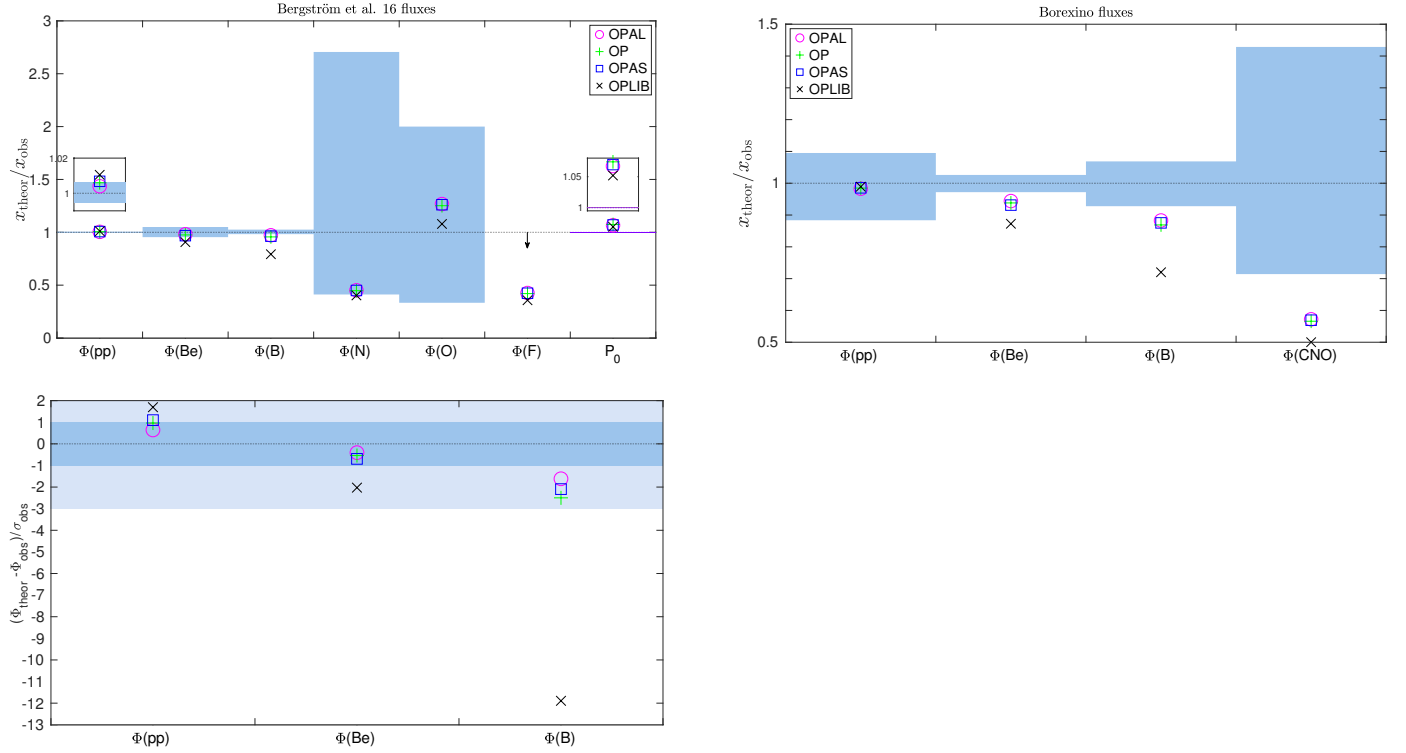 Bergström et al. 16 fluxes
3
2.5
2
1.5
1
0.5
0
x_theor/x_obs
OPAL
OP
OPAS
OPLIB
1.02
1
1.05
1
Φ(pp) Φ(Be) Φ(B) Φ(N) Φ(O) Φ(F) P_0
Borexino fluxes
1.5
1
0.5
x_theor/x_obs
OPAL
OP
OPAS
OPLIB
Φ(pp) Φ(Be) Φ(B) Φ(CNO)
2
1
0
-1
-2
-3
-4
-5
-6
-7
-8
-9
-10
-11
-12
-13
(Φ_theor -Φ_obs)/σ_obs
Φ(pp) Φ(Be) Φ(B)